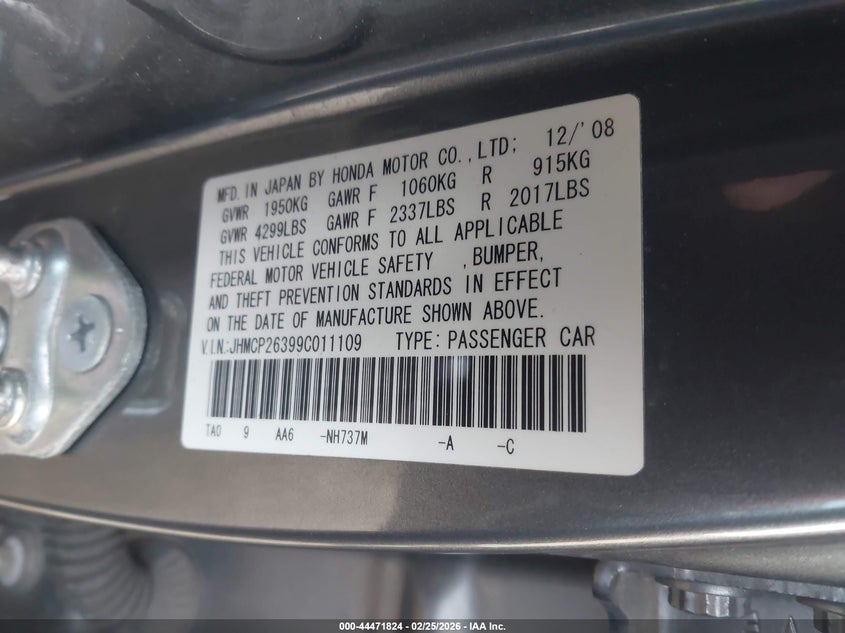 MFD. IN JAPAN BY HONDA MOTOR CO.,LTD; 12/'08
GVWR 1950KG GAWR F 1060KG R 915KG
GVWR 4299LBS GAWR F 2337LBS R 2017LBS
THIS VEHICLE CONFORMS TO ALL APPLICABLE
FEDERAL MOTOR VEHICLE SAFETY ,BUMPER,
AND THEFT PREVENTION STANDARDS IN EFFECT
ON THE DATE OF MANUFACTURE SHOWN ABOVE.
V.I.N.:JHMCP26399C011109 TYPE: PASSENGER CAR
TA0 9 AA6 -NH737M -A -C
000-44471824 | 02/25/2026 | IAA Inc.